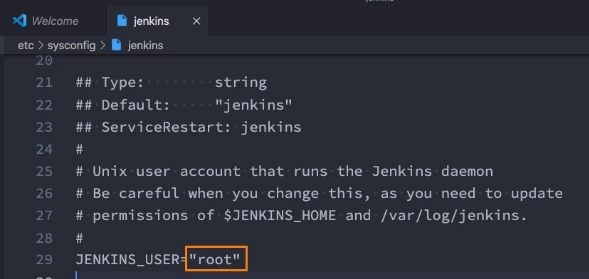 Welcome
jenkins
etc > sysconfig > jenkins
20
21 ## Type: string
22 ## Default: "jenkins"
23 ## ServiceRestart: jenkins
24 #
25 # Unix user account that runs the Jenkins daemon
26 # Be careful when you change this, as you need to update
27 # permissions of $JENKINS_HOME and /var/log/jenkins.
28 #
29 JENKINS_USER="root"